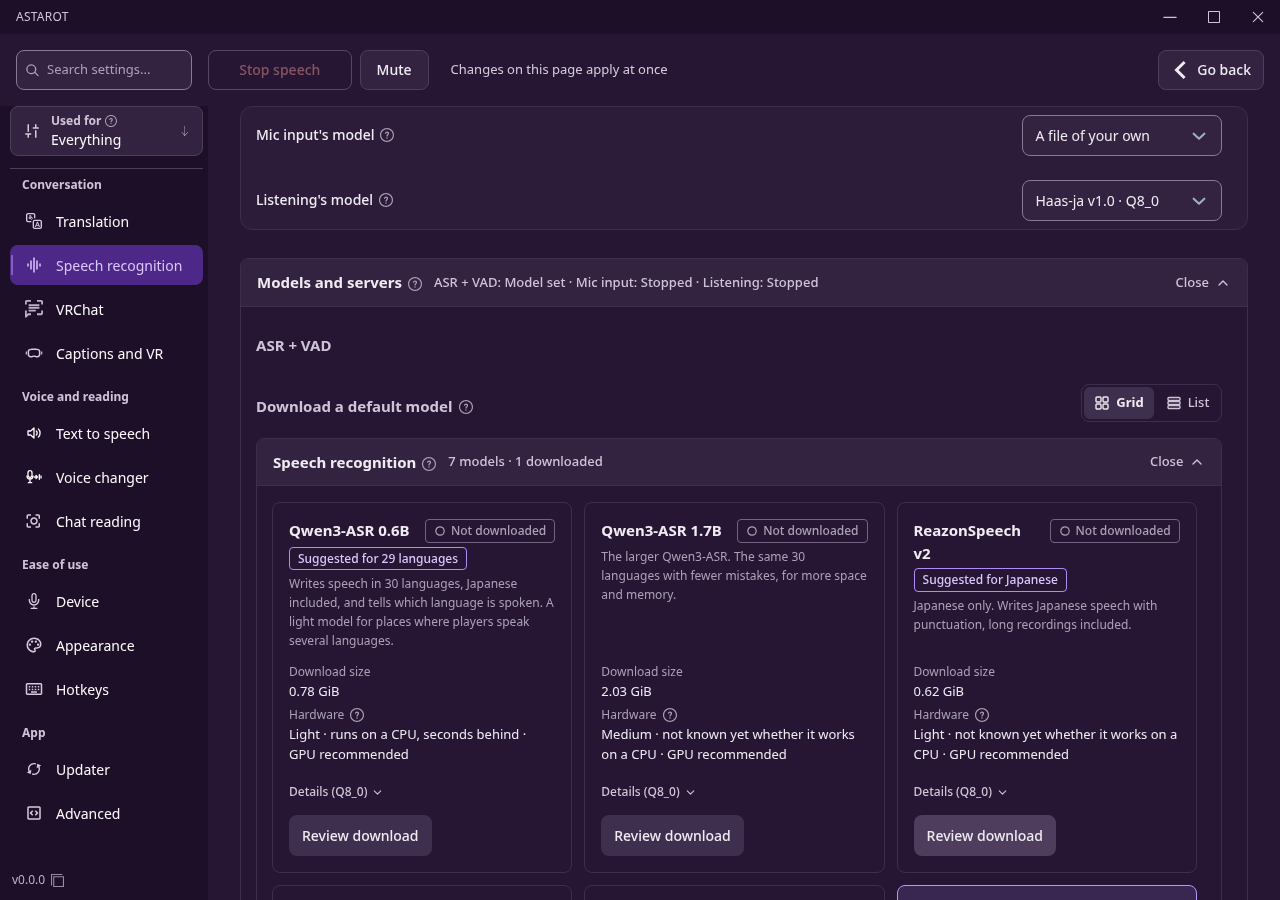 ASTAROT
Search settings...
Stop speech
Mute
Changes on this page apply at once
Go back
Used for
Everything
Conversation
Translation
Speech recognition
VRChat
Captions and VR
Voice and reading
Text to speech
Voice changer
Chat reading
Ease of use
Device
Appearance
Hotkeys
App
Updater
Advanced
v0.0.0
Mic input's model
A file of your own
Listening's model
Haas-ja v1.0 · Q8_0
Models and servers
ASR + VAD: Model set · Mic input: Stopped · Listening: Stopped
Close
ASR + VAD
Download a default model
Grid
List
Speech recognition
7 models · 1 downloaded
Close
Qwen3-ASR 0.6B
Not downloaded
Suggested for 29 languages
Writes speech in 30 languages, Japanese
included, and tells which language is spoken. A
light model for places where players speak
several languages.
Download size
0.78 GiB
Hardware
Light · runs on a CPU, seconds behind ·
GPU recommended
Details (Q8_0)
Review download
Qwen3-ASR 1.7B
Not downloaded
The larger Qwen3-ASR. The same 30
languages with fewer mistakes, for more space
and memory.
Download size
2.03 GiB
Hardware
Medium · not known yet whether it works
on a CPU · GPU recommended
Details (Q8_0)
Review download
ReazonSpeech
v2
Not downloaded
Suggested for Japanese
Japanese only. Writes Japanese speech with
punctuation, long recordings included.
Download size
0.62 GiB
Hardware
Light · not known yet whether it works on a
CPU · GPU recommended
Details (Q8_0)
Review download